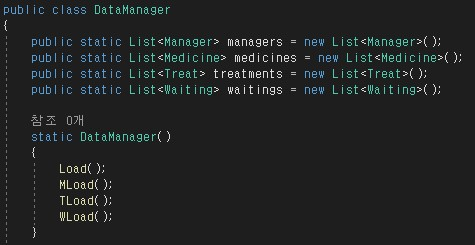 public class DataManager
{
public static List<Manager> managers = new List<Manager>();
public static List<Medicine> medicines = new List<Medicine>();
public static List<Treat> treatments = new List<Treat>();
public static List<Waiting> waitings = new List<Waiting>();
참조 0개
static DataManager()
{
Load();
MLoad();
TLoad();
WLoad();
}